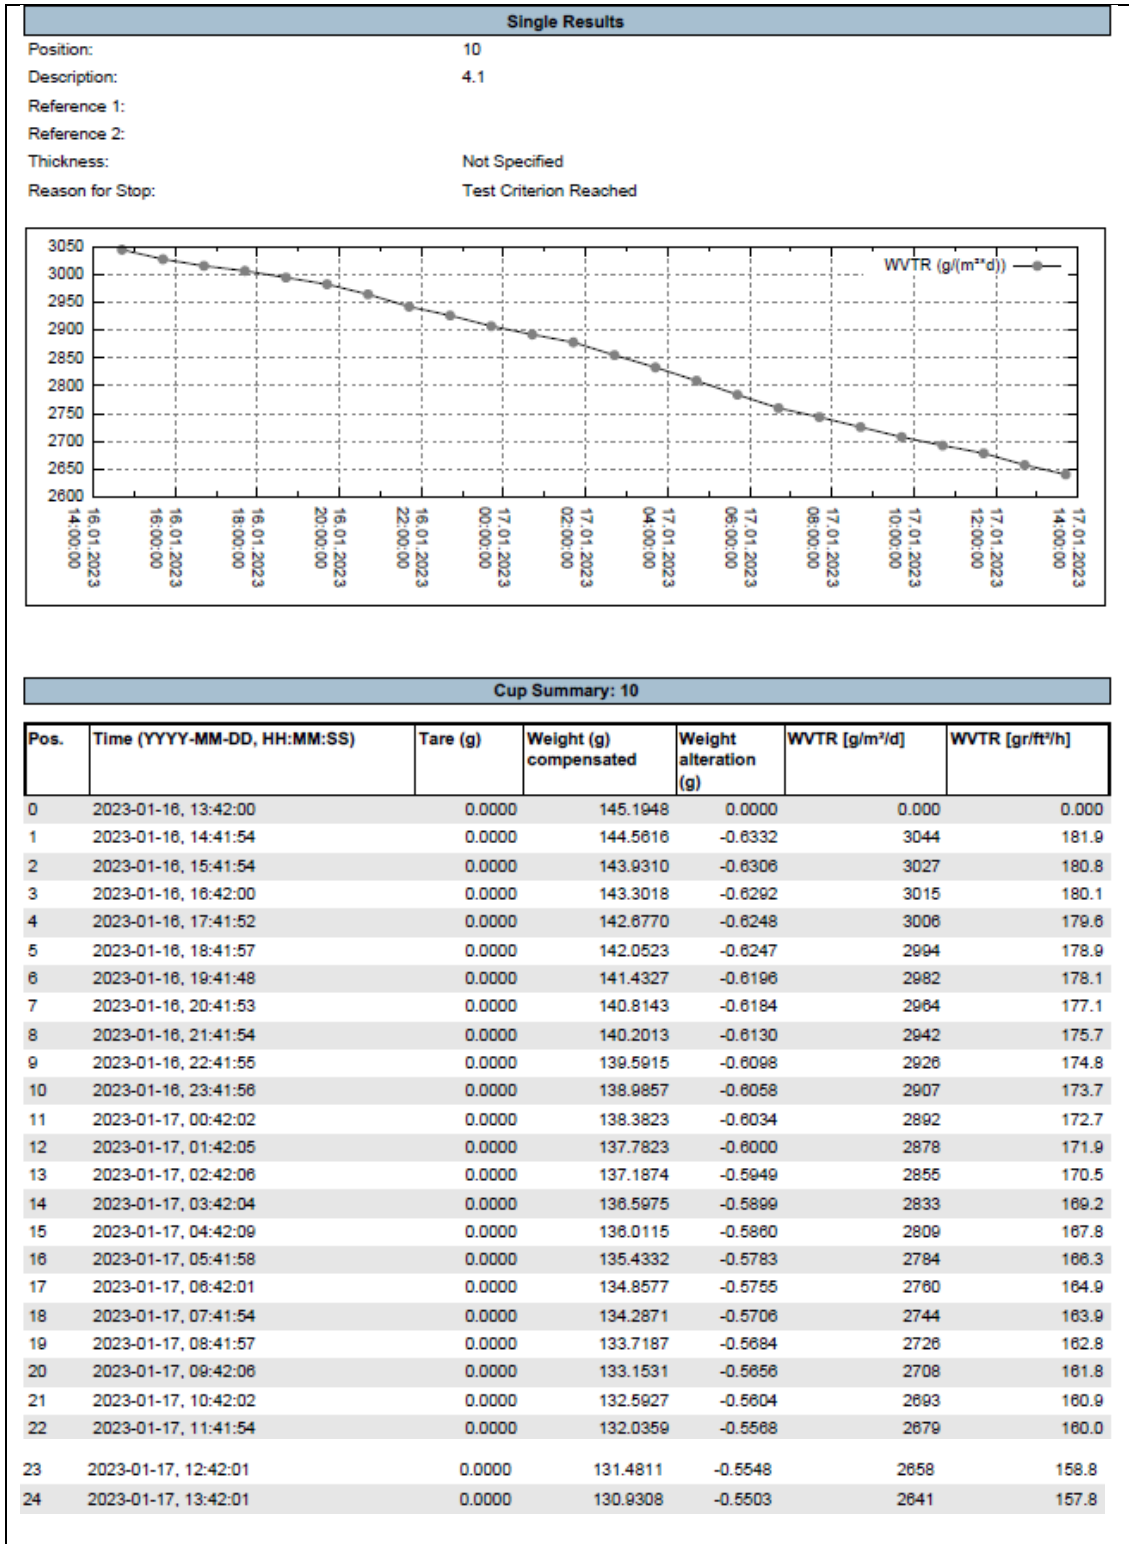 Single Results
Position: 10
Description: 4.1
Reference 1:
Reference 2:
Thickness: Not Specified
Reason for Stop: Test Criterion Reached
WVTR (g/(m²*d))
3050
3000
2950
2900
2850
2800
2750
2700
2650
2600
16.01.2023 14:00:00
16.01.2023 16:00:00
16.01.2023 18:00:00
16.01.2023 20:00:00
16.01.2023 22:00:00
17.01.2023 00:00:00
17.01.2023 02:00:00
17.01.2023 04:00:00
17.01.2023 06:00:00
17.01.2023 08:00:00
17.01.2023 10:00:00
17.01.2023 12:00:00
17.01.2023 14:00:00
Cup Summary: 10
Pos. Time (YYYY-MM-DD, HH:MM:SS) Tare (g) Weight (g) compensated Weight alteration (g) WVTR [g/m²/d] WVTR [gr/ft²/h]
0 2023-01-16, 13:42:00 0.0000 145.1948 0.0000 0.000 0.000
1 2023-01-16, 14:41:54 0.0000 144.5616 -0.6332 3044 181.9
2 2023-01-16, 15:41:54 0.0000 143.9310 -0.6306 3027 180.8
3 2023-01-16, 16:42:00 0.0000 143.3018 -0.6292 3015 180.1
4 2023-01-16, 17:41:52 0.0000 142.6770 -0.6248 3006 179.6
5 2023-01-16, 18:41:57 0.0000 142.0523 -0.6247 2994 178.9
6 2023-01-16, 19:41:48 0.0000 141.4327 -0.6196 2982 178.1
7 2023-01-16, 20:41:53 0.0000 140.8143 -0.6184 2964 177.1
8 2023-01-16, 21:41:54 0.0000 140.2013 -0.6130 2942 175.7
9 2023-01-16, 22:41:55 0.0000 139.5915 -0.6098 2926 174.8
10 2023-01-16, 23:41:56 0.0000 138.9857 -0.6058 2907 173.7
11 2023-01-17, 00:42:02 0.0000 138.3823 -0.6034 2892 172.7
12 2023-01-17, 01:42:05 0.0000 137.7823 -0.6000 2878 171.9
13 2023-01-17, 02:42:06 0.0000 137.1874 -0.5949 2855 170.5
14 2023-01-17, 03:42:04 0.0000 136.5975 -0.5899 2833 169.2
15 2023-01-17, 04:42:09 0.0000 136.0115 -0.5860 2809 167.8
16 2023-01-17, 05:41:58 0.0000 135.4332 -0.5783 2784 166.3
17 2023-01-17, 06:42:01 0.0000 134.8577 -0.5755 2760 164.9
18 2023-01-17, 07:41:54 0.0000 134.2871 -0.5706 2744 163.9
19 2023-01-17, 08:41:57 0.0000 133.7187 -0.5684 2726 162.8
20 2023-01-17, 09:42:06 0.0000 133.1531 -0.5656 2708 161.8
21 2023-01-17, 10:42:02 0.0000 132.5927 -0.5604 2693 160.9
22 2023-01-17, 11:41:54 0.0000 132.0359 -0.5568 2679 160.0
23 2023-01-17, 12:42:01 0.0000 131.4811 -0.5548 2658 158.8
24 2023-01-17, 13:42:01 0.0000 130.9308 -0.5503 2641 157.8